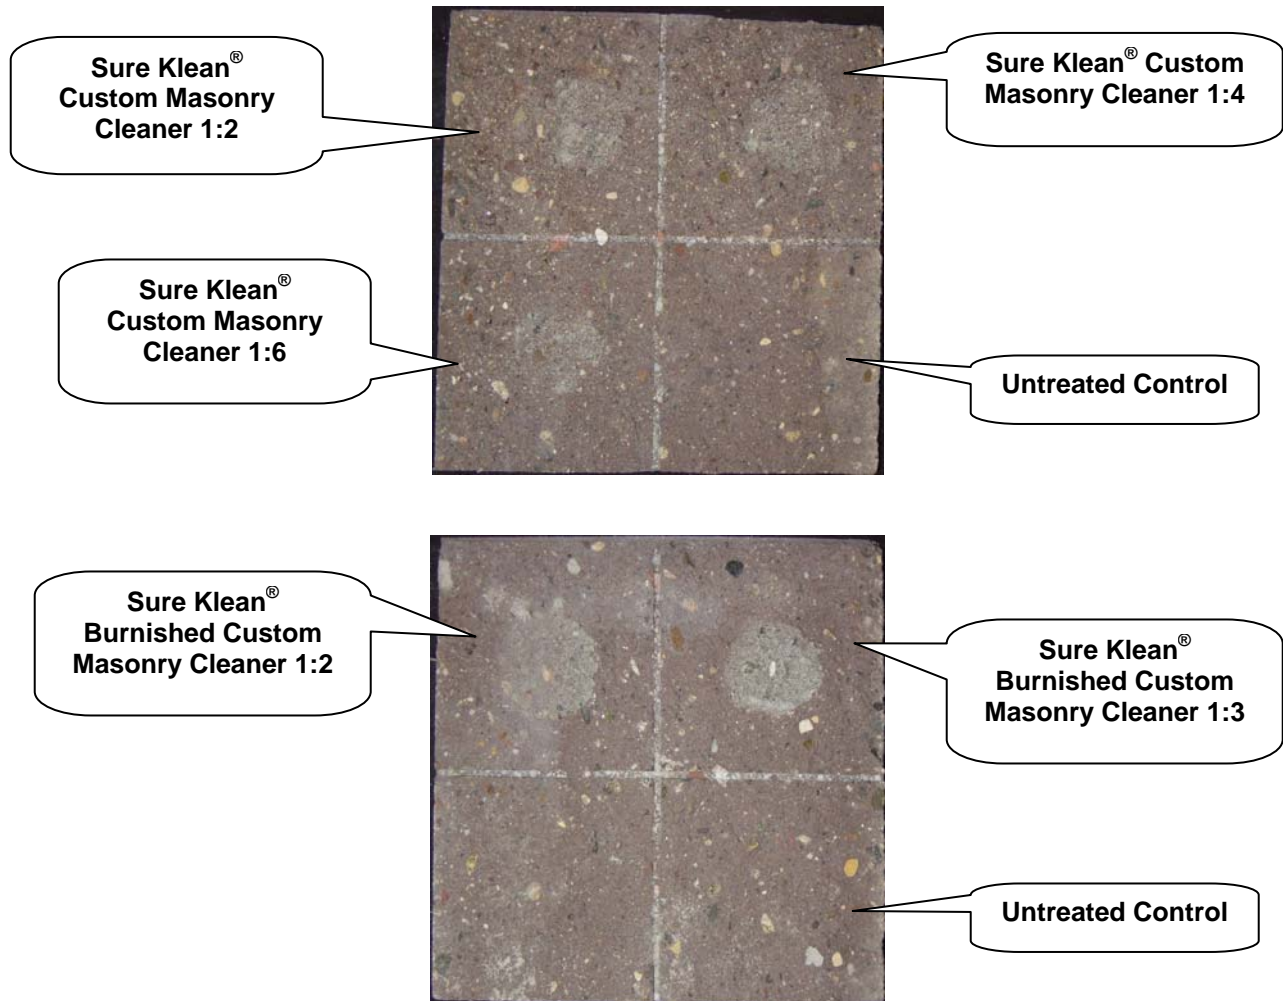 Sure Klean®
Custom Masonry
Cleaner 1:2
Sure Klean® Custom
Masonry Cleaner 1:4
Sure Klean®
Custom Masonry
Cleaner 1:6
Untreated Control
Sure Klean®
Burnished Custom
Masonry Cleaner 1:2
Sure Klean®
Burnished Custom
Masonry Cleaner 1:3
Untreated Control